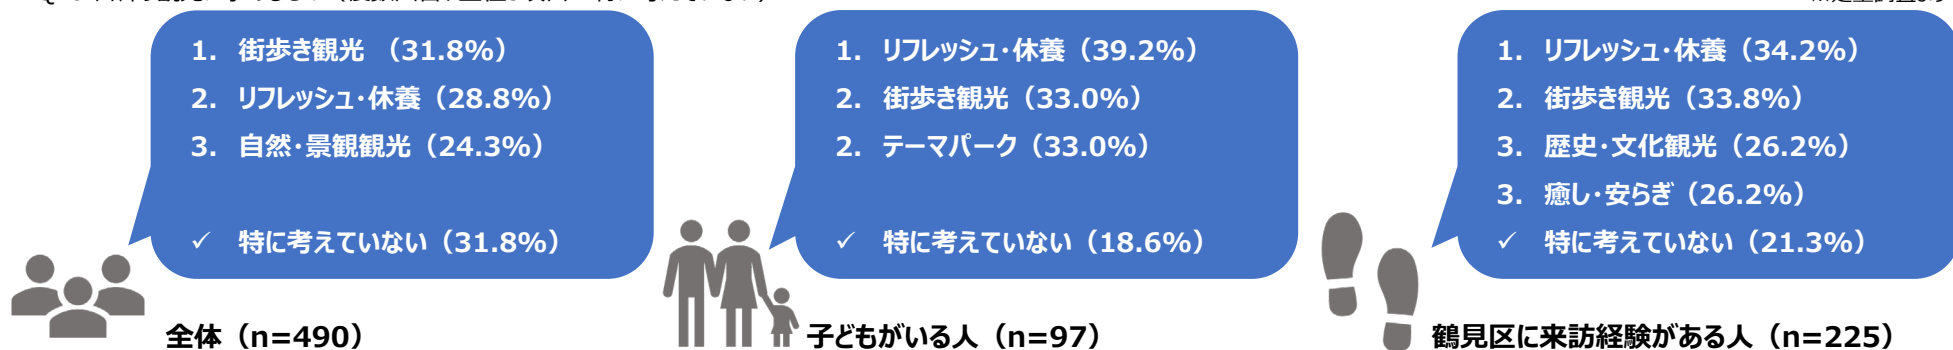 1. 街歩き観光 （31.8%）
2. リフレッシュ・休養（28.8%）
3. 自然・景観観光（24.3%）
✓ 特に考えていない（31.8%）
全体（n=490）
1. リフレッシュ・休養（39.2%）
2. 街歩き観光（33.0%）
2. テーマパーク（33.0%）
✓ 特に考えていない（18.6%）
子どもがいる人（n=97）
1. リフレッシュ・休養（34.2%）
2. 街歩き観光（33.8%）
3. 歴史・文化観光（26.2%）
3. 癒し・安らぎ（26.2%）
✓ 特に考えていない（21.3%）
鶴見区に来訪経験がある人（n=225）